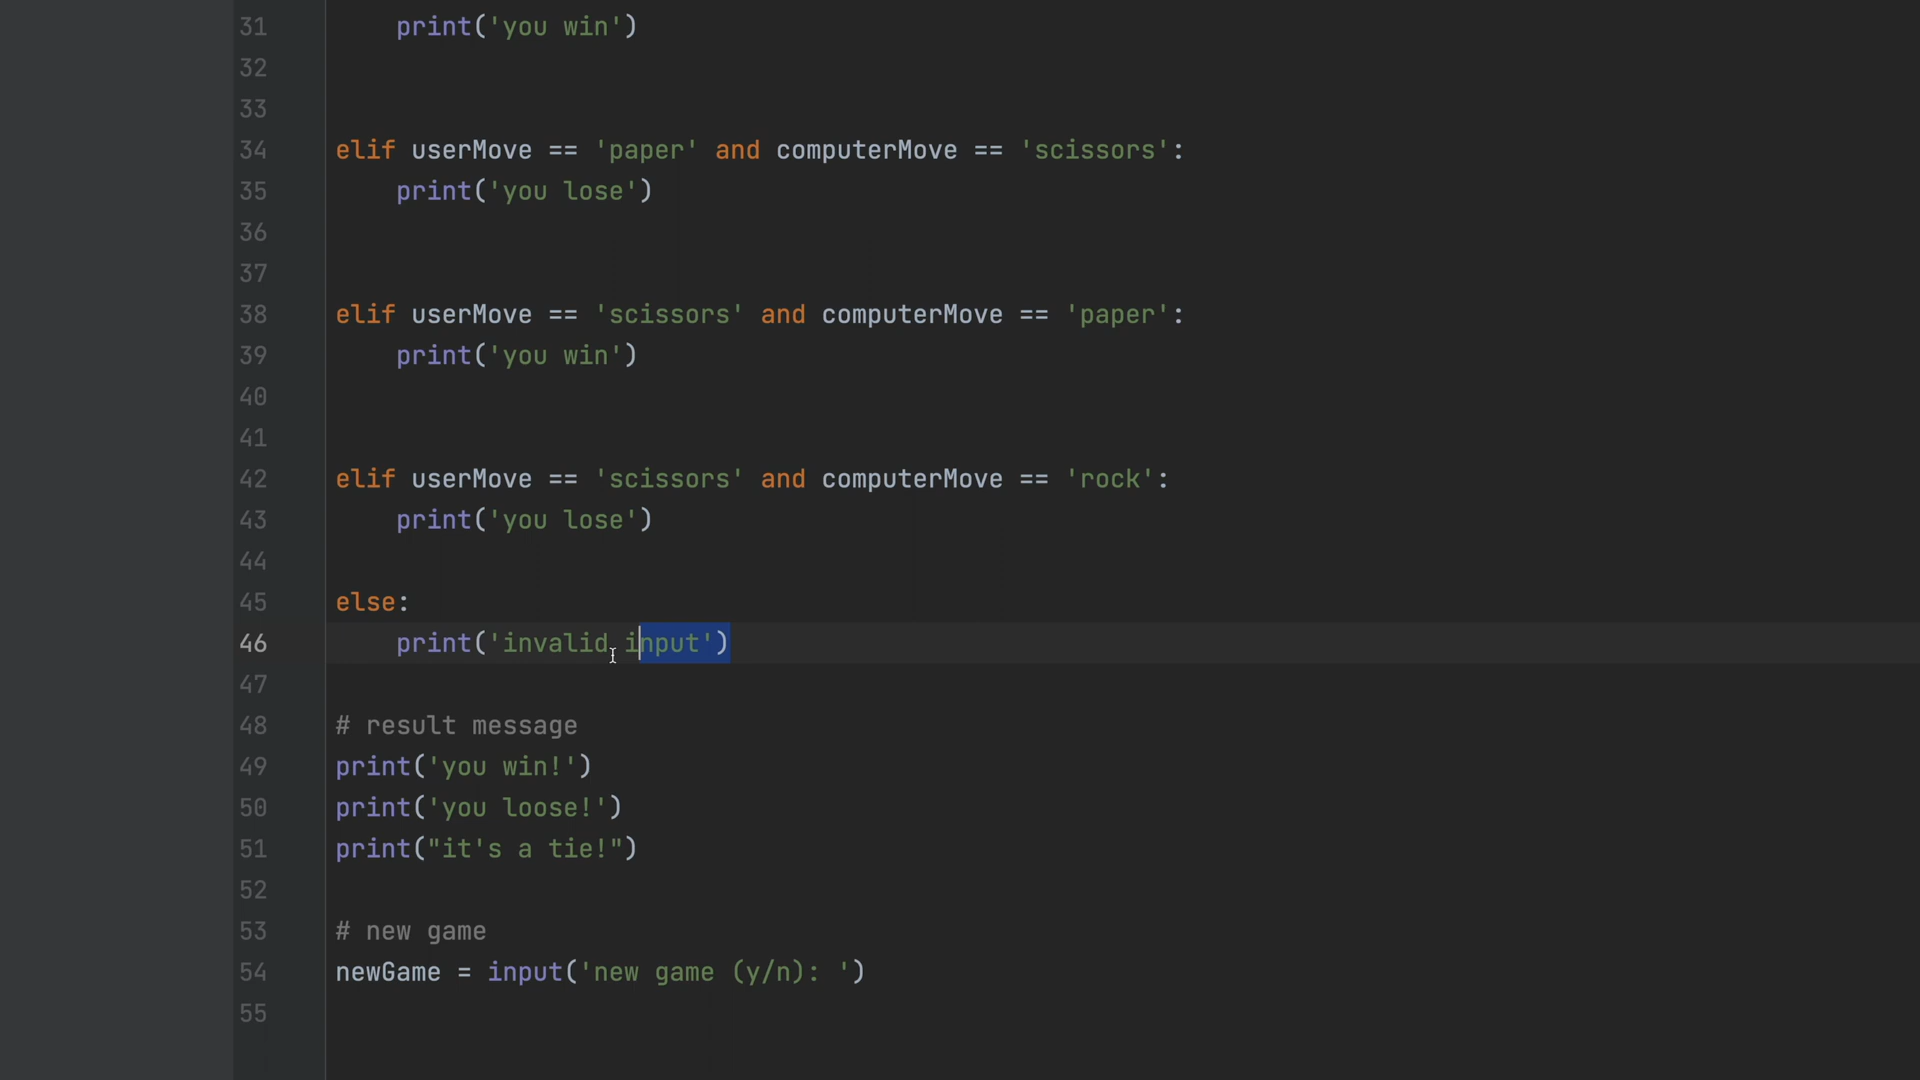 31 print('you win')
32
33
34 elif userMove == 'paper' and computerMove == 'scissors':
35 print('you lose')
36
37
38 elif userMove == 'scissors' and computerMove == 'paper':
39 print('you win')
40
41
42 elif userMove == 'scissors' and computerMove == 'rock':
43 print('you lose')
44
45 else:
46 print('invalid input')
47
48 # result message
49 print('you win!')
50 print('you loose!')
51 print("it's a tie!")
52
53 # new game
54 newGame = input('new game (y/n): ')
55